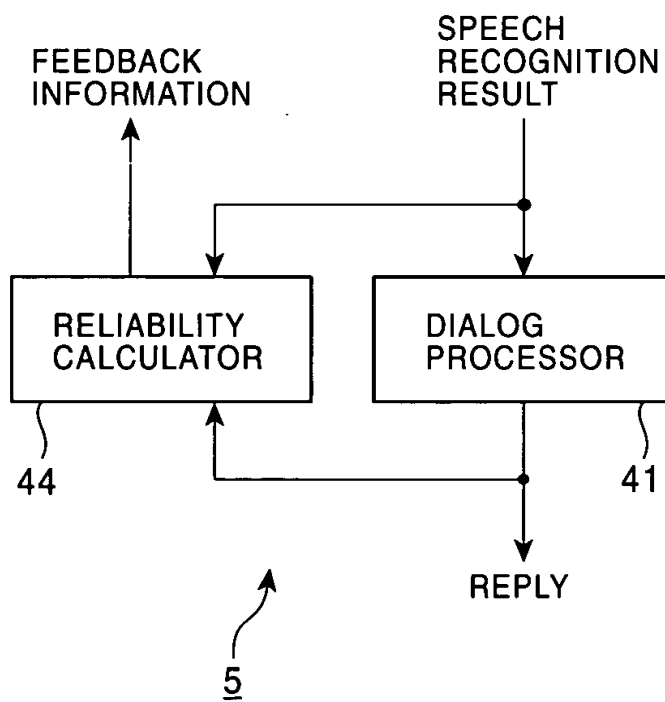 FEEDBACK
INFORMATION
SPEECH
RECOGNITION
RESULT
RELIABILITY
CALCULATOR
DIALOG
PROCESSOR
44
41
REPLY
5